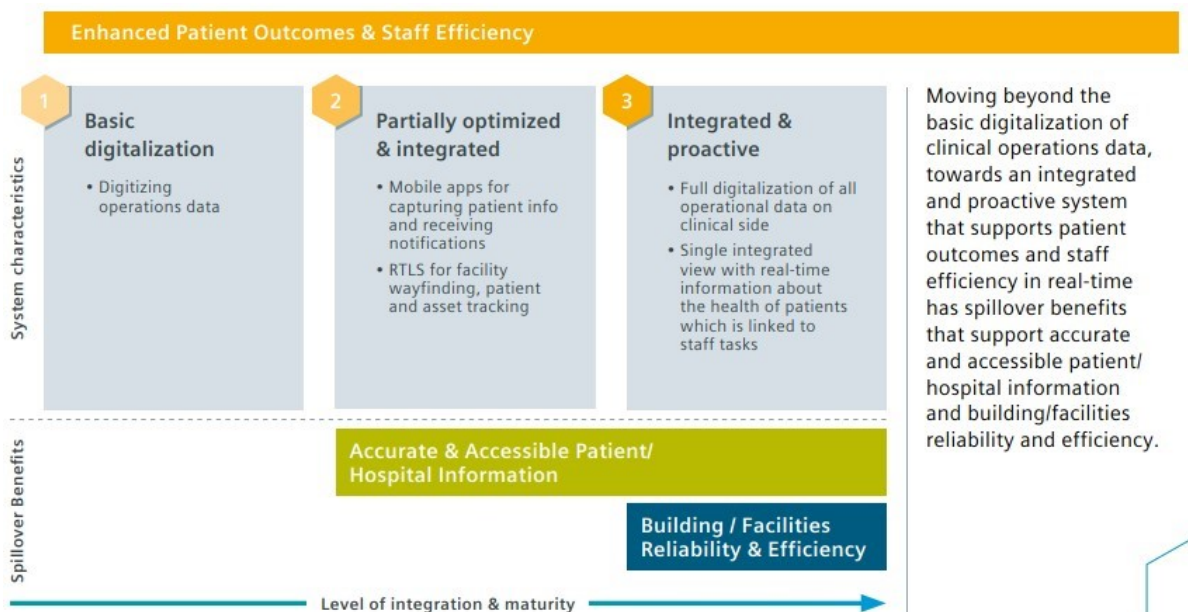 Enhanced Patient Outcomes & Staff Efficiency
System characteristics
1
Basic
digitalization
• Digitizing
operations data
2
Partially optimized
& integrated
• Mobile apps for
capturing patient info
and receiving
notifications
• RTLS for facility
wayfinding, patient
and asset tracking
3
Integrated &
proactive
• Full digitalization of all
operational data on
clinical side
• Single integrated
view with real-time
information about
the health of patients
which is linked to
staff tasks
Spillover Benefits
Accurate & Accessible Patient/
Hospital Information
Building / Facilities
Reliability & Efficiency
Level of integration & maturity
Moving beyond the
basic digitalization of
clinical operations data,
towards an integrated
and proactive system
that supports patient
outcomes and staff
efficiency in real-time
has spillover benefits
that support accurate
and accessible patient/
hospital information
and building/facilities
reliability and efficiency.